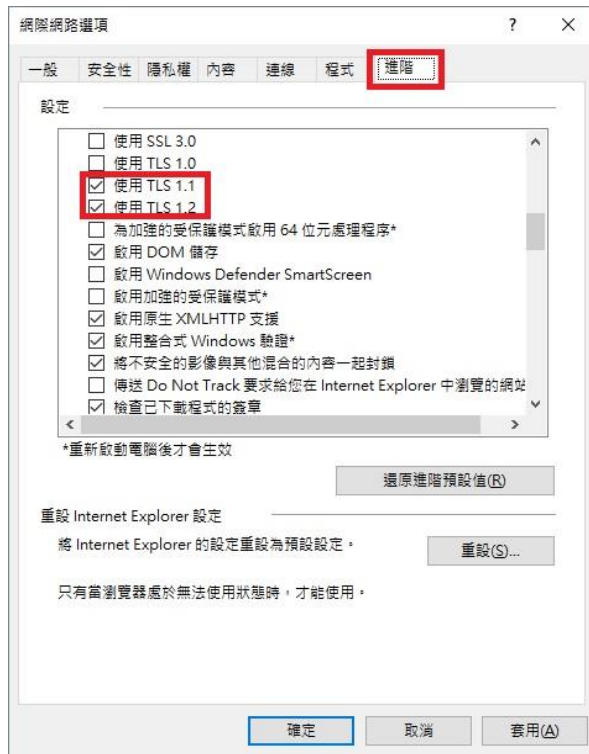 網際網路選項
一般 安全性 隱私權 內容 連線 程式 進階
設定
使用 SSL 3.0
使用 TLS 1.0
使用 TLS 1.1
使用 TLS 1.2
為加強的受保護模式啟用 64 位元處理程序*
啟用 DOM 儲存
啟用 Windows Defender SmartScreen
啟用加強的受保護模式*
啟用原生 XMLHTTP 支援
啟用整合式 Windows 驗證*
將不安全的影像與其他混合的內容一起封鎖
傳送 Do Not Track 要求給您在 Internet Explorer 中瀏覽的網站
檢查已下載程式的簽章
*重新啟動電腦後才會生效
還原進階預設值(R)
重設 Internet Explorer 設定
將 Internet Explorer 的設定重設為預設設定。
重設(S)...
只有當瀏覽器處於無法使用狀態時，才能使用。
確定 取消 套用(A)